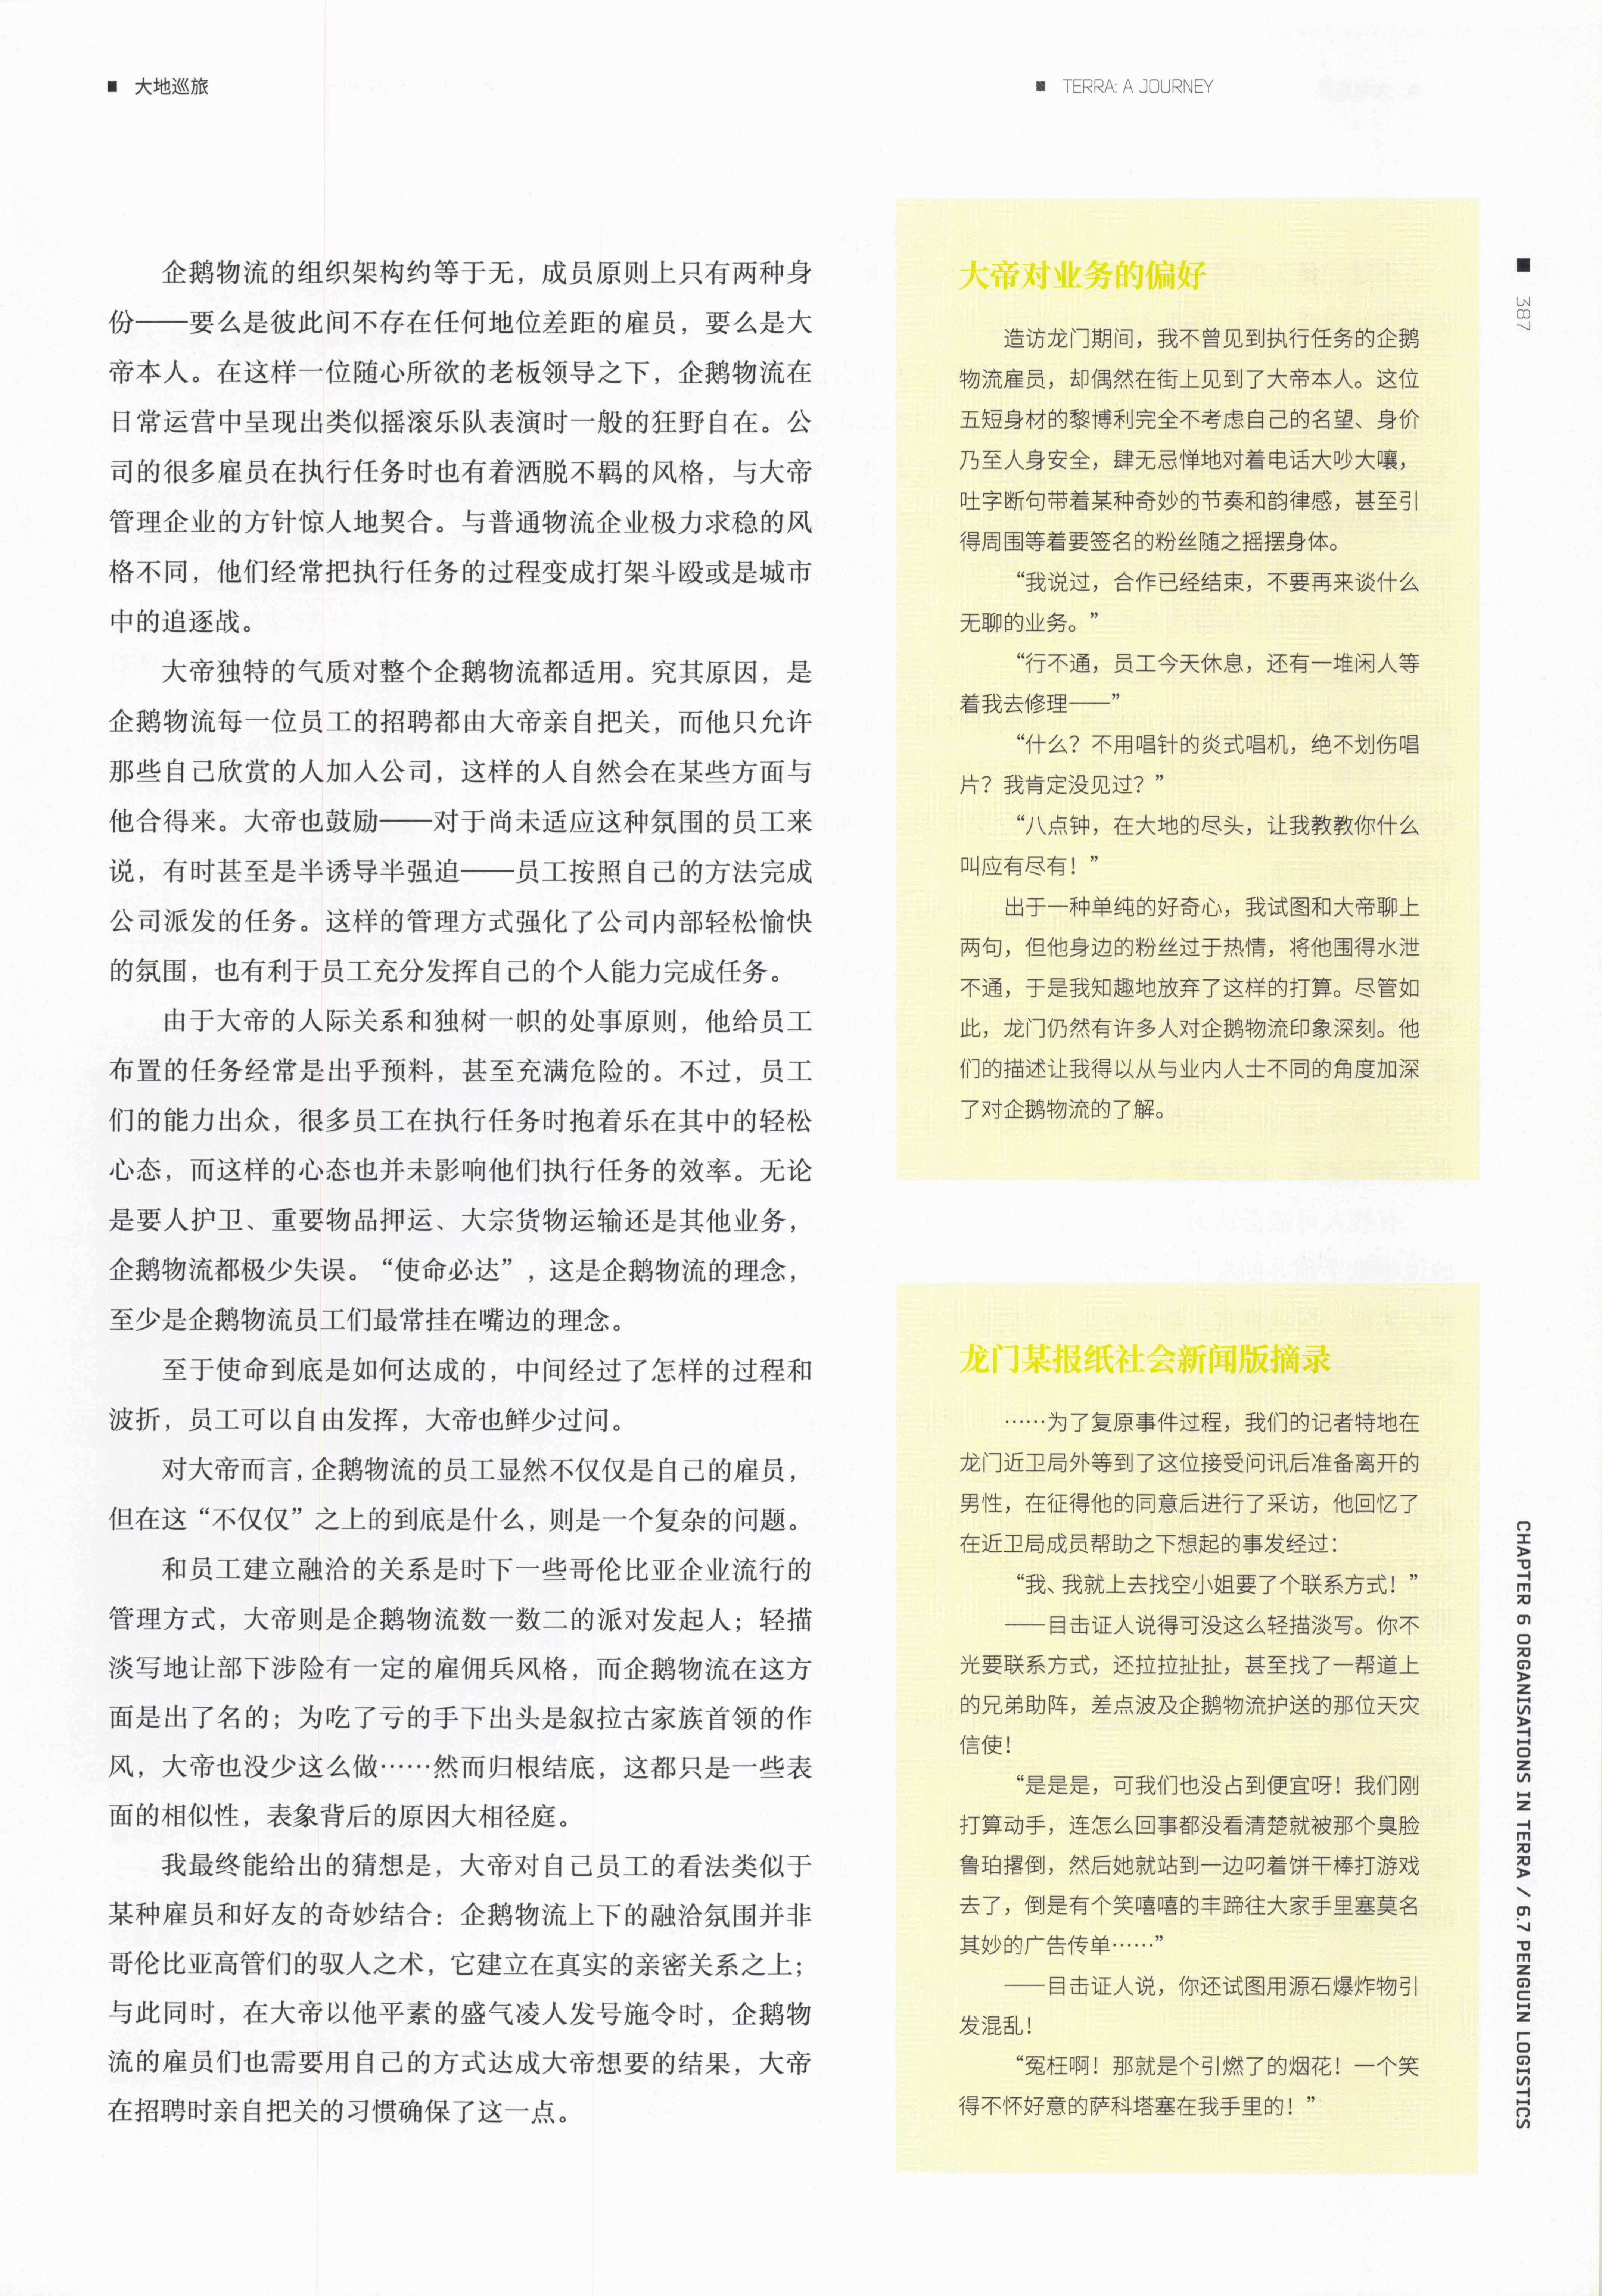 大地巡旅
TERRA: A JOURNEY
企鹅物流的组织架构约等于无，成员原则上只有两种身
份——要么是彼此间不存在任何地位差距的雇员，要么是大
帝本人。在这样一位随心所欲的老板领导之下，企鹅物流在
日常运营中呈现出类似摇滚乐队表演时一般的狂野自在。公
司的很多雇员在执行任务时也有着洒脱不羁的风格，与大帝
管理企业的方针惊人地契合。与普通物流企业极力求稳的风
格不同，他们经常把执行任务的过程变成打架斗殴或是城市
中的追逐战。
大帝独特的气质对整个企鹅物流都适用。究其原因，是
企鹅物流每一位员工的招聘都由大帝亲自把关，而他只允许
那些自己欣赏的人加入公司，这样的人自然会在某些方面与
他合得来。大帝也鼓励——对于尚未适应这种氛围的员工来
说，有时甚至是半诱导半强迫——员工按照自己的方法完成
公司派发的任务。这样的管理方式强化了公司内部轻松愉快
的氛围，也有利于员工充分发挥自己的个人能力完成任务。
由于大帝的人际关系和独树一帜的处事原则，他给员工
布置的任务经常是出乎预料，甚至充满危险的。不过，员工
们的能力出众，很多员工在执行任务时抱着乐在其中的轻松
心态，而这样的心态也并未影响他们执行任务的效率。无论
是要人护卫、重要物品押运、大宗货物运输还是其他业务，
企鹅物流都极少失误。“使命必达”，这是企鹅物流的理念，
至少是企鹅物流员工们最常挂在嘴边的理念。
至于使命到底是如何达成的，中间经过了怎样的过程和
波折，员工可以自由发挥，大帝也鲜少过问。
对大帝而言，企鹅物流的员工显然不仅仅是自己的雇员，
但在这“不仅仅”之上的到底是什么，则是一个复杂的问题。
和员工建立融洽的关系是时下一些哥伦比亚企业流行的
管理方式，大帝则是企鹅物流数一数二的派对发起人；轻描
淡写地让部下涉险有一定的雇佣兵风格，而企鹅物流在这方
面是出了名的；为吃了亏的手下出头是叙拉古家族首领的作
风，大帝也没少这么做……然而归根结底，这都只是一些表
面的相似性，表象背后的原因大相径庭。
我最终能给出的猜想是，大帝对自己员工的看法类似于
某种雇员和好友的奇妙结合：企鹅物流上下的融洽氛围并非
哥伦比亚高管们的驭人之术，它建立在真实的亲密关系之上；
与此同时，在大帝以他平素的盛气凌人发号施令时，企鹅物
流的雇员们也需要用自己的方式达成大帝想要的结果，大帝
在招聘时亲自把关的习惯确保了这一点。
大帝对业务的偏好
造访龙门期间，我不曾见到执行任务的企鹅
物流雇员，却偶然在街上见到了大帝本人。这位
五短身材的黎博利完全不考虑自己的名望、身价
乃至人身安全，肆无忌惮地对着电话大吵大嚷，
吐字断句带着某种奇妙的节奏和韵律感，甚至引
得周围等着要签名的粉丝随之摇摆身体。
“我说过，合作已经结束，不要再来谈什么
无聊的业务。”
“行不通，员工今天休息，还有一堆闲人等
着我去修理——”
“什么？不用唱针的炎式唱机，绝不划伤唱
片？我肯定没见过？”
“八点钟，在大地的尽头，让我教教你什么
叫应有尽有！”
出于一种单纯的好奇心，我试图和大帝聊上
两句，但他身边的粉丝过于热情，将他围得水泄
不通，于是我知趣地放弃了这样的打算。尽管如
此，龙门仍然有许多人对企鹅物流印象深刻。他
们的描述让我得以从与业内人士不同的角度加深
了对企鹅物流的了解。
龙门某报纸社会新闻版摘录
……为了复原事件过程，我们的记者特地在
龙门近卫局外等到了这位接受问讯后准备离开的
男性，在征得他的同意后进行了采访，他回忆了
在近卫局成员帮助之下想起的事发经过：
“我、我就上去找空小姐要了个联系方式！”
——目击证人说得可没这么轻描淡写。你不
光要联系方式，还拉拉扯扯，甚至找了一帮道上
的兄弟助阵，差点波及企鹅物流护送的那位天灾
信使！
“是是是，可我们也没占到便宜呀！我们刚
打算动手，连怎么回事都没看清楚就被那个臭脸
鲁珀撂倒，然后她就站到一边叼着饼干棒打游戏
去了，倒是有个笑嘻嘻的丰蹄往大家手里塞莫名
其妙的广告传单……”
——目击证人说，你还试图用源石爆炸物引
发混乱！
“冤枉啊！那就是个引燃了的烟花！一个笑
得不怀好意的萨科塔塞在我手里的！”
387
CHAPTER 6 ORGANISATIONS IN TERRA / 6.7 PENGUIN LOGISTICS